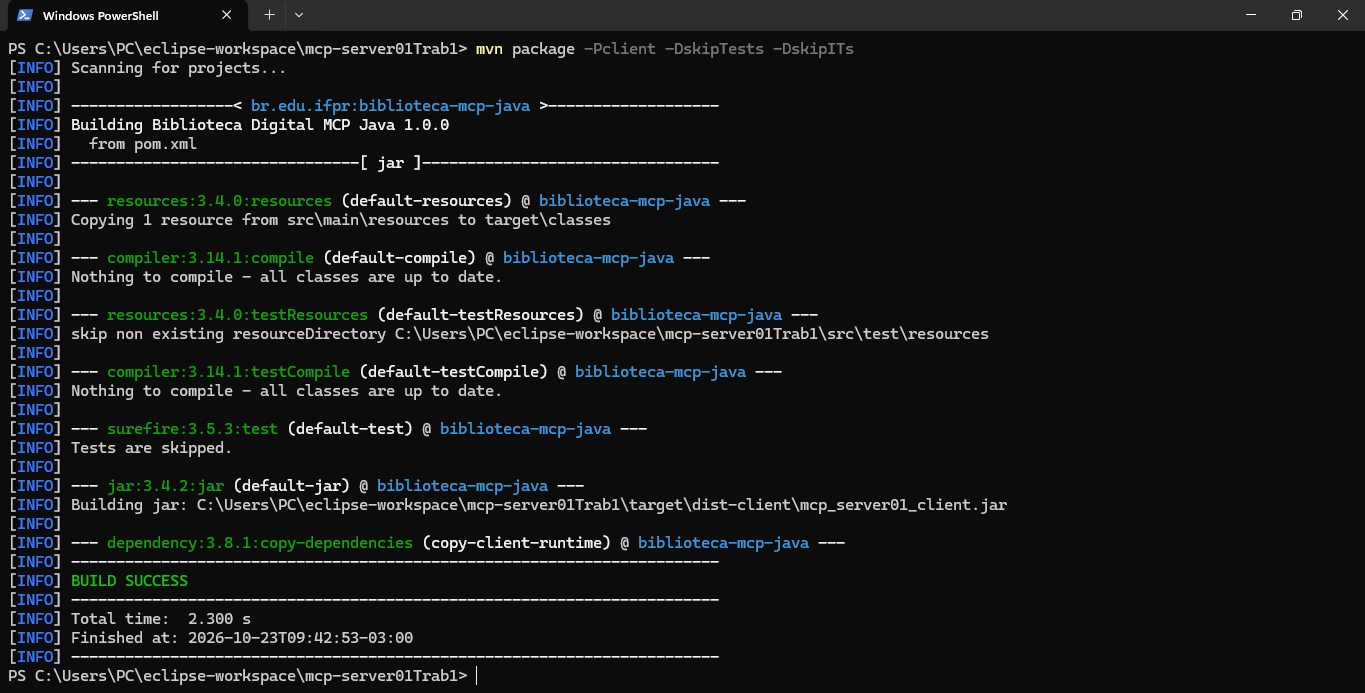 Windows PowerShell
PS C:\Users\PC\eclipse-workspace\mcp-server01Trab1> mvn package -Pclient -DskipTests -DskipITs
[INFO] Scanning for projects...
[INFO]
[INFO] ------------------< br.edu.ifpr:biblioteca-mcp-java >-------------------
[INFO] Building Biblioteca Digital MCP Java 1.0.0
[INFO]   from pom.xml
[INFO] --------------------------------[ jar ]---------------------------------
[INFO]
[INFO] --- resources:3.4.0:resources (default-resources) @ biblioteca-mcp-java ---
[INFO] Copying 1 resource from src\main\resources to target\classes
[INFO]
[INFO] --- compiler:3.14.1:compile (default-compile) @ biblioteca-mcp-java ---
[INFO] Nothing to compile - all classes are up to date.
[INFO]
[INFO] --- resources:3.4.0:testResources (default-testResources) @ biblioteca-mcp-java ---
[INFO] skip non existing resourceDirectory C:\Users\PC\eclipse-workspace\mcp-server01Trab1\src\test\resources
[INFO]
[INFO] --- compiler:3.14.1:testCompile (default-testCompile) @ biblioteca-mcp-java ---
[INFO] Nothing to compile - all classes are up to date.
[INFO]
[INFO] --- surefire:3.5.3:test (default-test) @ biblioteca-mcp-java ---
[INFO] Tests are skipped.
[INFO]
[INFO] --- jar:3.4.2:jar (default-jar) @ biblioteca-mcp-java ---
[INFO] Building jar: C:\Users\PC\eclipse-workspace\mcp-server01Trab1\target\dist-client\mcp_server01_client.jar
[INFO]
[INFO] --- dependency:3.8.1:copy-dependencies (copy-client-runtime) @ biblioteca-mcp-java ---
[INFO] ------------------------------------------------------------------------
[INFO] BUILD SUCCESS
[INFO] ------------------------------------------------------------------------
[INFO] Total time:  2.300 s
[INFO] Finished at: 2026-10-23T09:42:53-03:00
[INFO] ------------------------------------------------------------------------
PS C:\Users\PC\eclipse-workspace\mcp-server01Trab1>